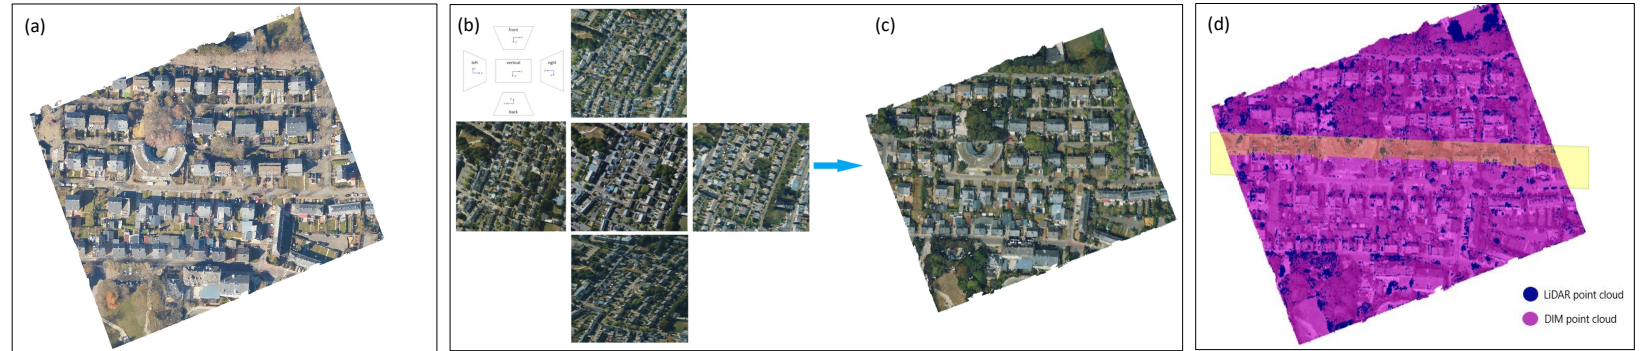 (a)
(b)
front
left
vertical
right
back
(c)
(d)
LiDAR point cloud
DIM point cloud